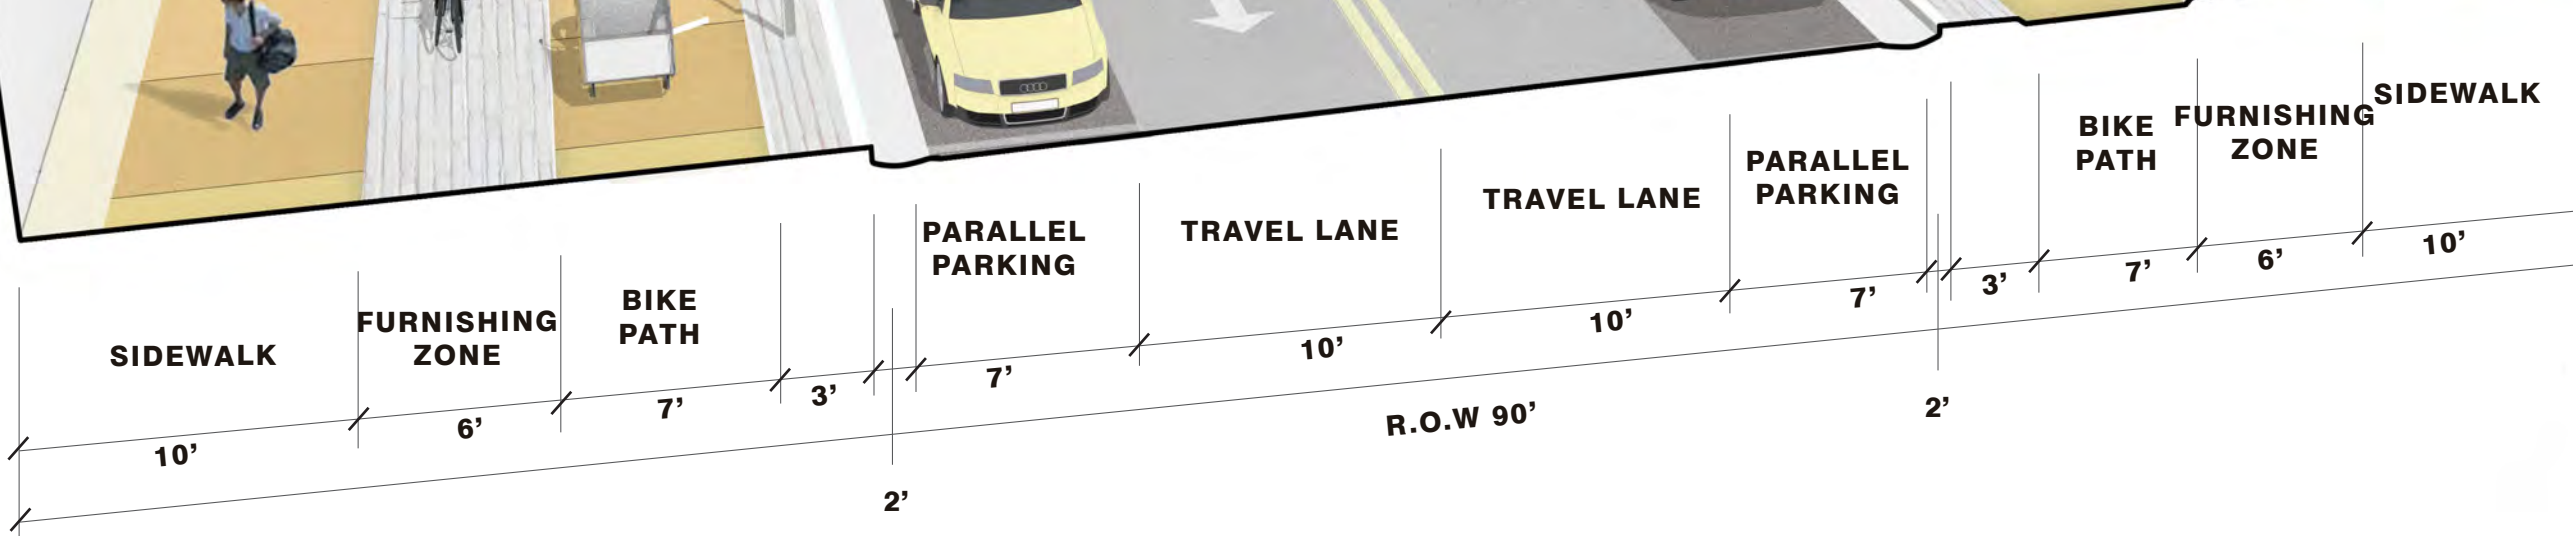 SIDEWALK
FURNISHING
ZONE
BIKE
PATH
PARALLEL
PARKING
TRAVEL LANE
TRAVEL LANE
PARALLEL
PARKING
BIKE
PATH
FURNISHING
ZONE
SIDEWALK
10’
6’
7’
3’
2’
7’
10’
10’
7’
2’
3’
7’
6’
10’
R.O.W 90’